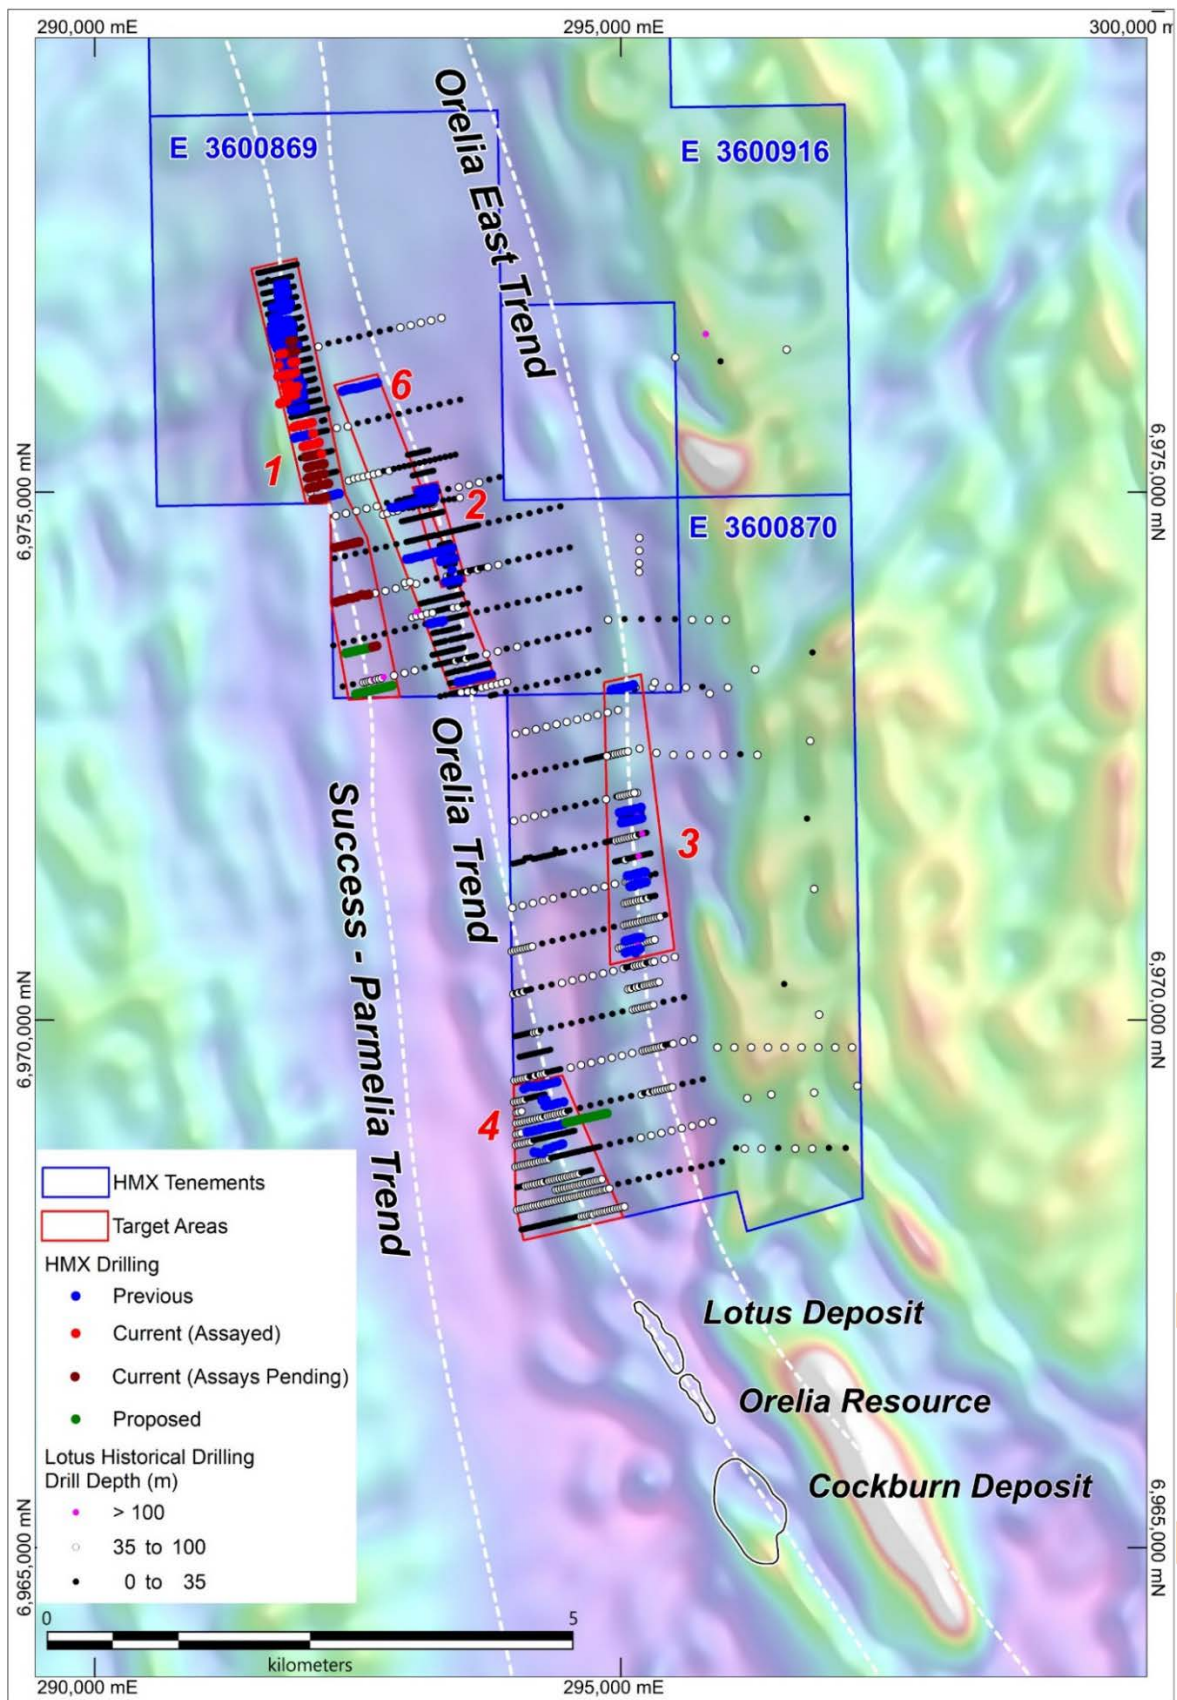 290,000 mE
295,000 mE
300,000 m
E 3600869
E 3600916
Orelia East Trend
6
1
2
6,975,000 mN
6,975,000 mN
E 3600870
Orelia Trend
Success - Parmelia Trend
3
6,970,000 mN
6,970,000 mN
4
HMX Tenements
Target Areas
HMX Drilling
Previous
Current (Assayed)
Current (Assays Pending)
Proposed
Lotus Historical Drilling
Drill Depth (m)
> 100
35 to 100
0 to 35
Lotus Deposit
Orelia Resource
Cockburn Deposit
6,965,000 mN
6,965,000 mN
0
5
kilometers
290,000 mE
295,000 mE